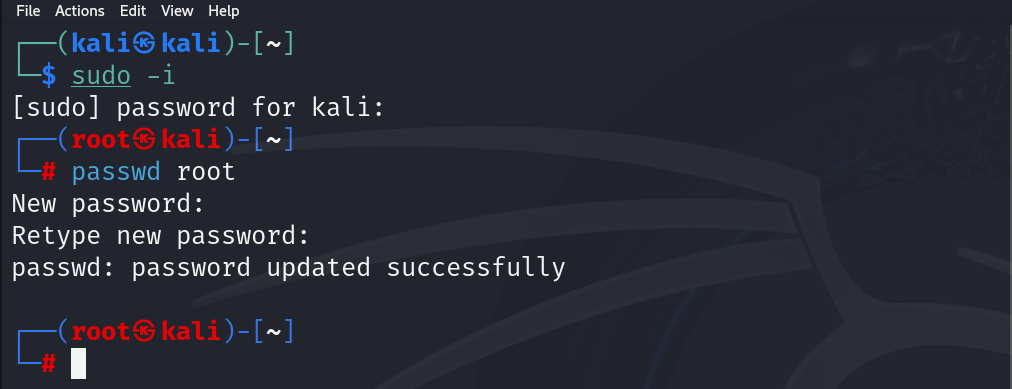 File Actions Edit View Help
┌──(kali㉿kali)-[~]
└─$ sudo -i
[sudo] password for kali:
┌──(root㉿kali)-[~]
└─# passwd root
New password:
Retype new password:
passwd: password updated successfully
┌──(root㉿kali)-[~]
└─#